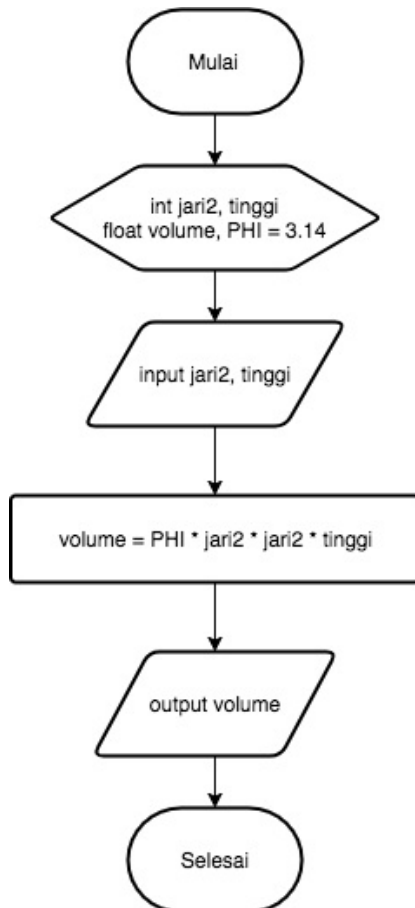 Mulai
int jari2, tinggi
float volume, PHI = 3.14
input jari2, tinggi
volume = PHI * jari2 * jari2 * tinggi
output volume
Selesai